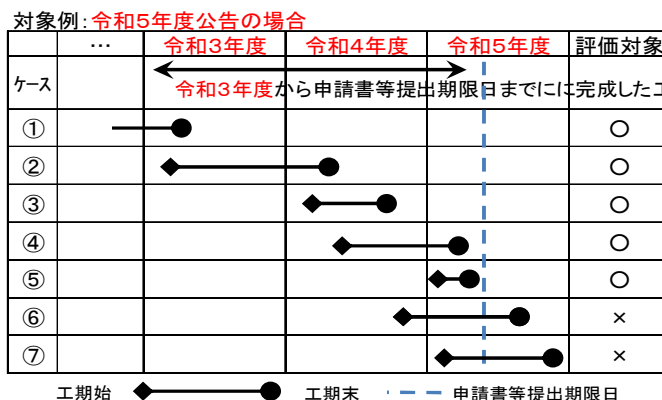 対象例:令和5年度公告の場合
… 令和3年度 令和4年度 令和5年度 評価対象
ケース
令和3年度から申請書等提出期限日までにに完成した工
① ○
② ○
③ ○
④ ○
⑤ ○
⑥ ×
⑦ ×
工期始 工期末 申請書等提出期限日